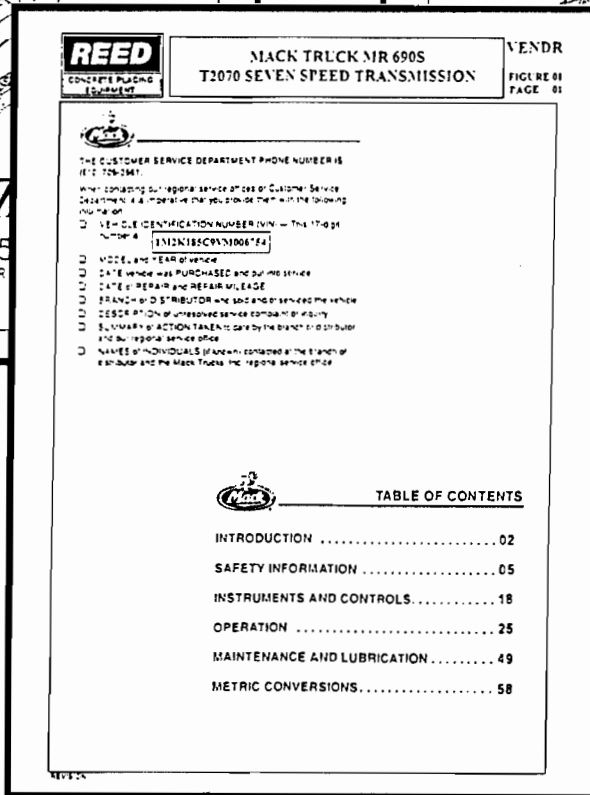 REED
CONCRETE PLACING
EQUIPMENT
MACK TRUCK MR 690S
T2070 SEVEN SPEED TRANSMISSION
VENDR
FIGURE 01
PAGE 01
Mack
THE CUSTOMER SERVICE DEPARTMENT PHONE NUMBER IS
When contacting our regional service offices or Customer Service
Department it is imperative that you provide them with the following
information
VEHICLE IDENTIFICATION NUMBER (VIN) — This 17-digit
number is
1M2K185C9VM006754
MODEL and YEAR of vehicle
DATE vehicle was PURCHASED and put into service
DATE of REPAIR and REPAIR MILEAGE
BRANCH or DISTRIBUTOR who sold and/or serviced the vehicle
DESCRIPTION of unresolved service complaint or inquiry
SUMMARY of ACTION TAKEN to date by the branch or distributor
and our regional service office
NAMES of INDIVIDUALS (if known) contacted at the branch or
distributor and the Mack Trucks, Inc. regional service office
Mack
TABLE OF CONTENTS
INTRODUCTION ........................ 02
SAFETY INFORMATION .................. 05
INSTRUMENTS AND CONTROLS............ 18
OPERATION ............................ 25
MAINTENANCE AND LUBRICATION ......... 49
METRIC CONVERSIONS.................... 58
REVISION